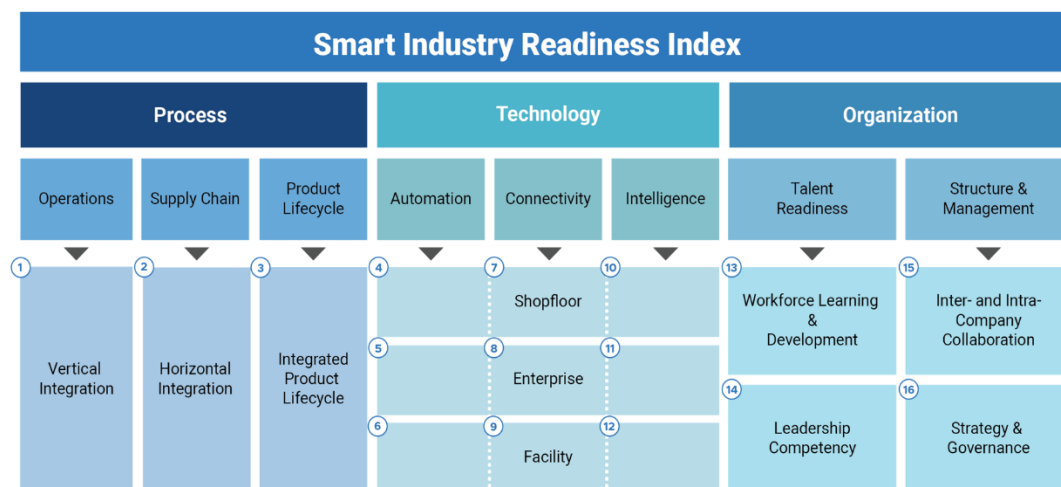 Smart Industry Readiness Index
Process
Technology
Organization
Operations
Supply Chain
Product
Lifecycle
Automation
Connectivity
Intelligence
Talent
Readiness
Structure &
Management
1
Vertical
Integration
2
Horizontal
Integration
3
Integrated
Product
Lifecycle
4
7
10
Shopfloor
5
8
11
Enterprise
6
9
12
Facility
13
Workforce Learning
&
Development
15
Inter- and Intra-
Company
Collaboration
14
Leadership
Competency
16
Strategy &
Governance